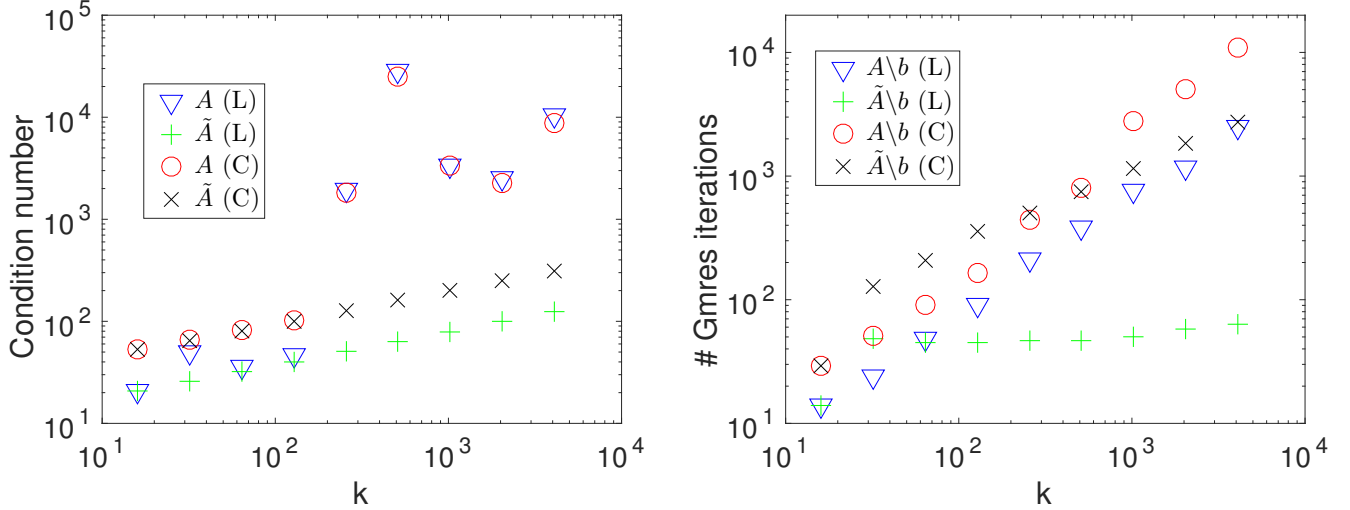 Condition number
10^5
10^4
10^3
10^2
10^1
A (L)
Ã (L)
A (C)
Ã (C)
10^1 10^2 10^3 10^4
k
# Gmres iterations
10^4
10^3
10^2
10^1
A\b (L)
Ã\b (L)
A\b (C)
Ã\b (C)
10^1 10^2 10^3 10^4
k